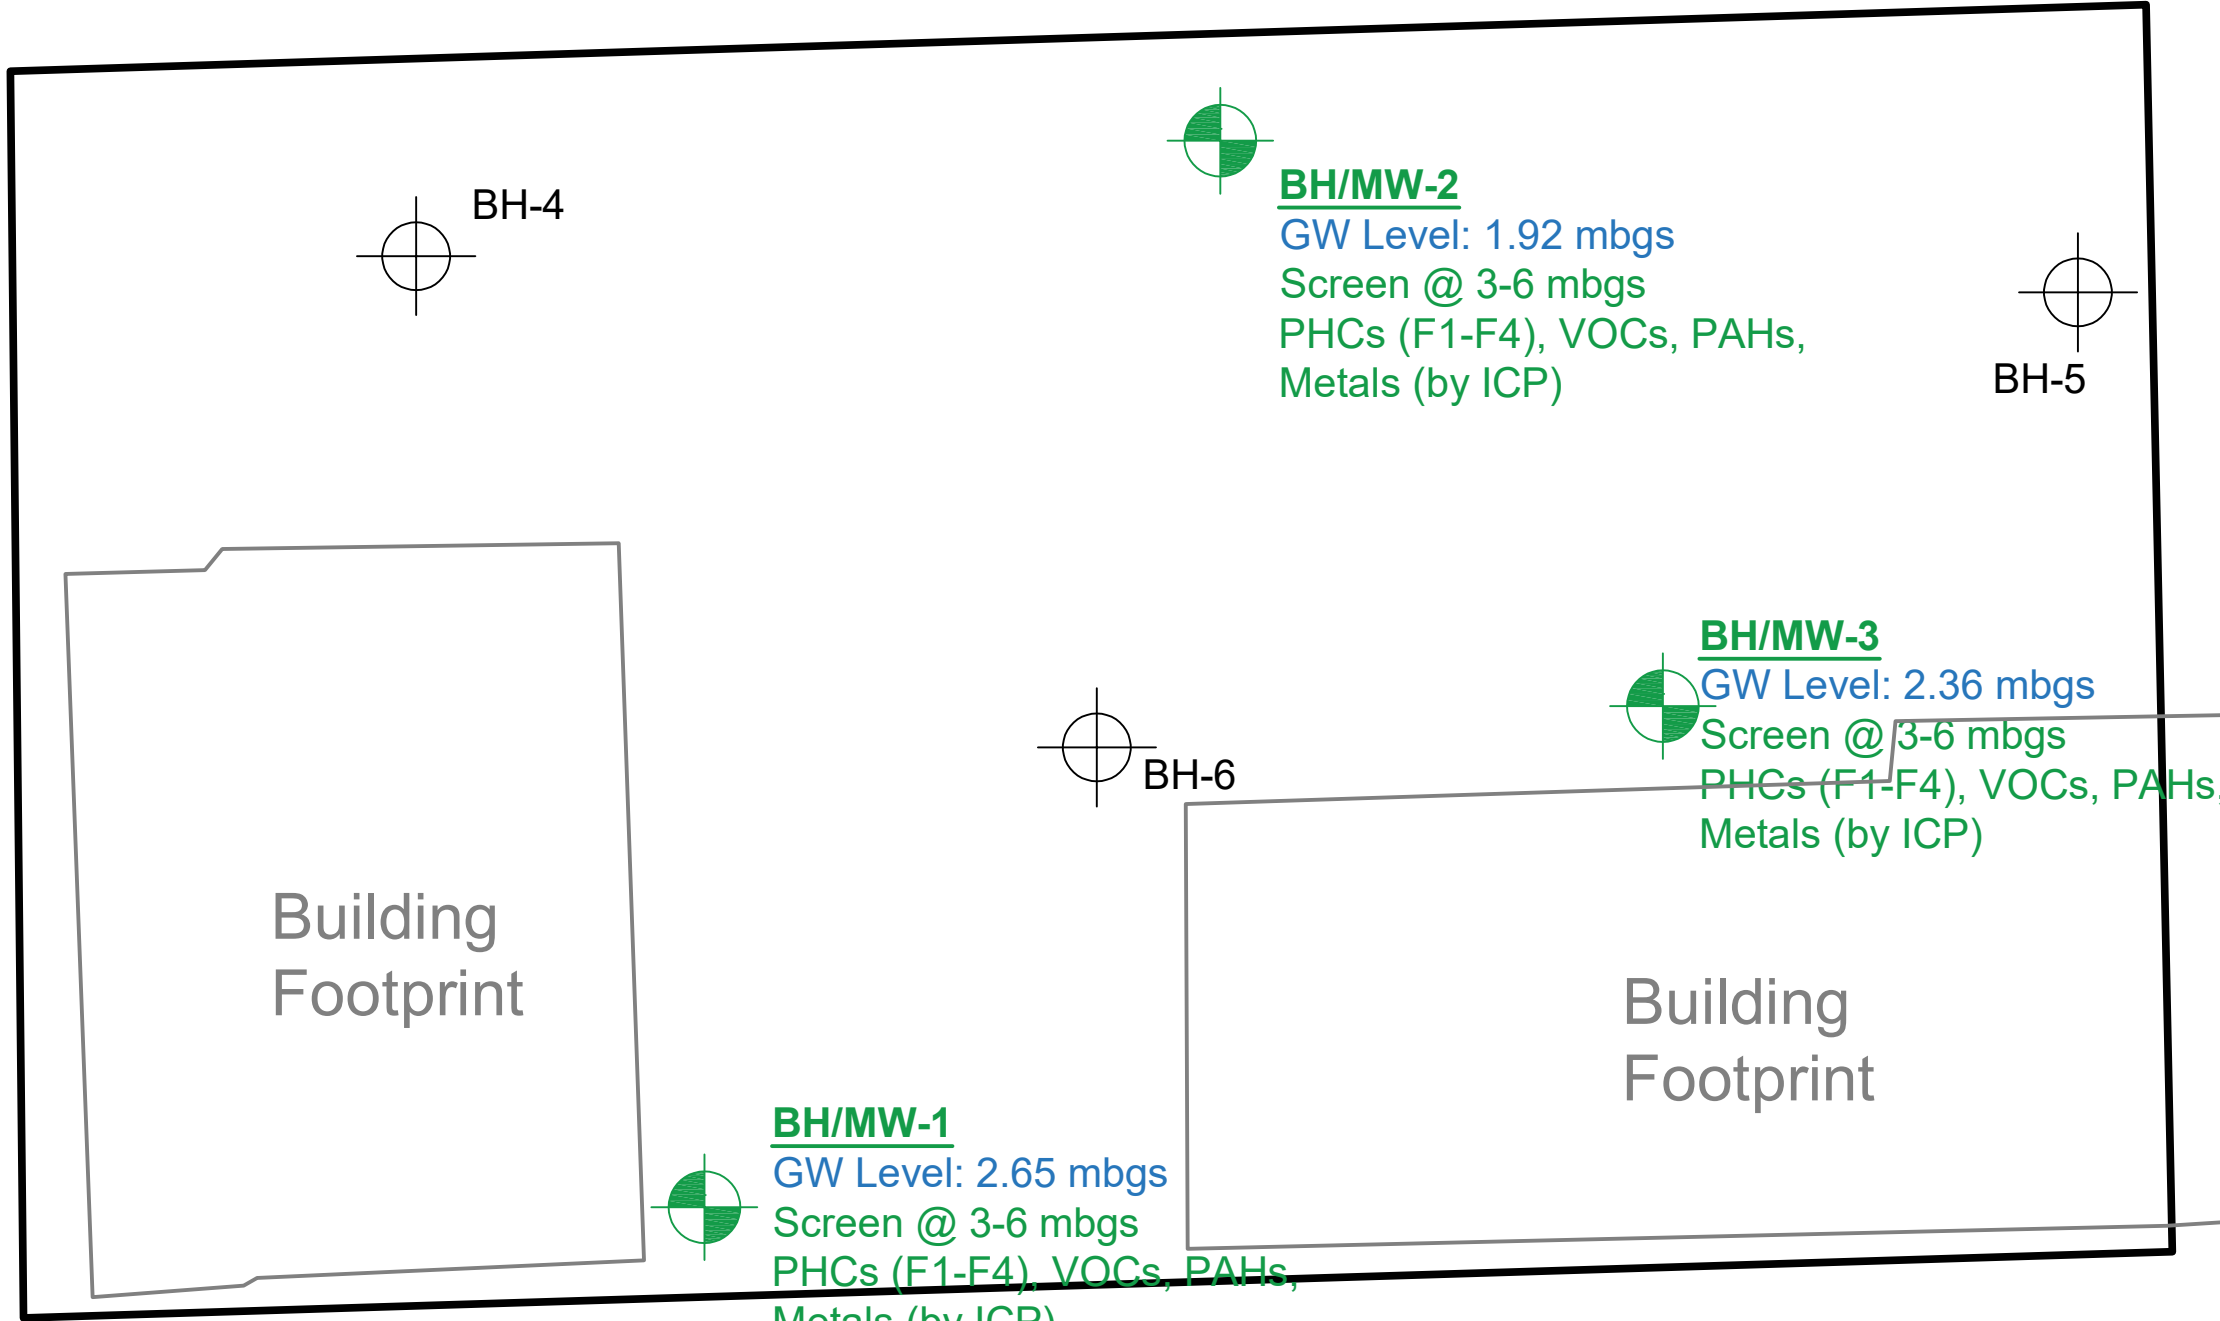 BH-4
BH/MW-2
GW Level: 1.92 mbgs
Screen @ 3-6 mbgs
PHCs (F1-F4), VOCs, PAHs,
Metals (by ICP)
BH-5
BH/MW-3
GW Level: 2.36 mbgs
Screen @ 3-6 mbgs
PHCs (F1-F4), VOCs, PAHs,
Metals (by ICP)
BH-6
Building
Footprint
Building
Footprint
BH/MW-1
GW Level: 2.65 mbgs
Screen @ 3-6 mbgs
PHCs (F1-F4), VOCs, PAHs,
Metals (by ICP)